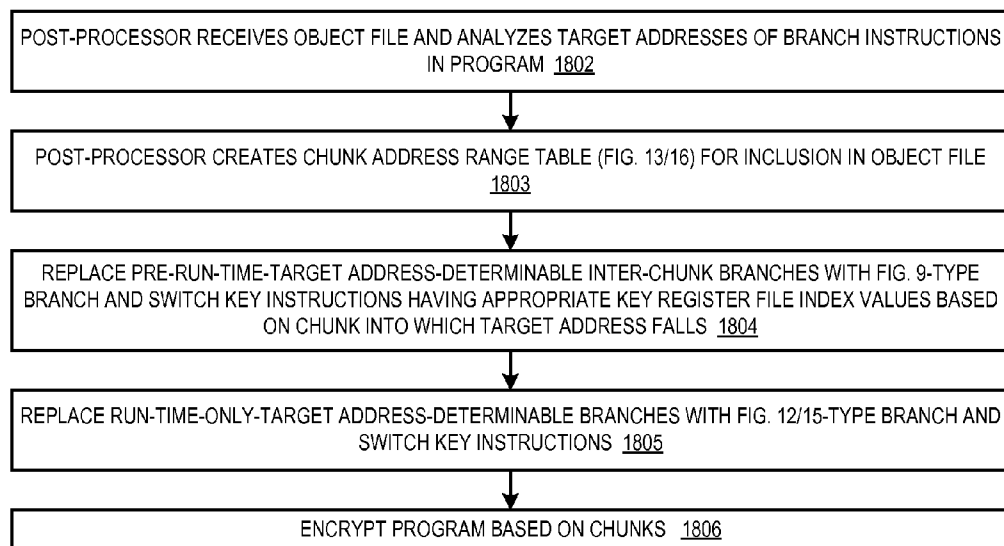 POST-PROCESSOR RECEIVES OBJECT FILE AND ANALYZES TARGET ADDRESSES OF BRANCH INSTRUCTIONS
IN PROGRAM 1802
POST-PROCESSOR CREATES CHUNK ADDRESS RANGE TABLE (FIG. 13/16) FOR INCLUSION IN OBJECT FILE
1803
REPLACE PRE-RUN-TIME-TARGET ADDRESS-DETERMINABLE INTER-CHUNK BRANCHES WITH FIG. 9-TYPE
BRANCH AND SWITCH KEY INSTRUCTIONS HAVING APPROPRIATE KEY REGISTER FILE INDEX VALUES BASED
ON CHUNK INTO WHICH TARGET ADDRESS FALLS 1804
REPLACE RUN-TIME-ONLY-TARGET ADDRESS-DETERMINABLE BRANCHES WITH FIG. 12/15-TYPE BRANCH AND
SWITCH KEY INSTRUCTIONS 1805
ENCRYPT PROGRAM BASED ON CHUNKS 1806